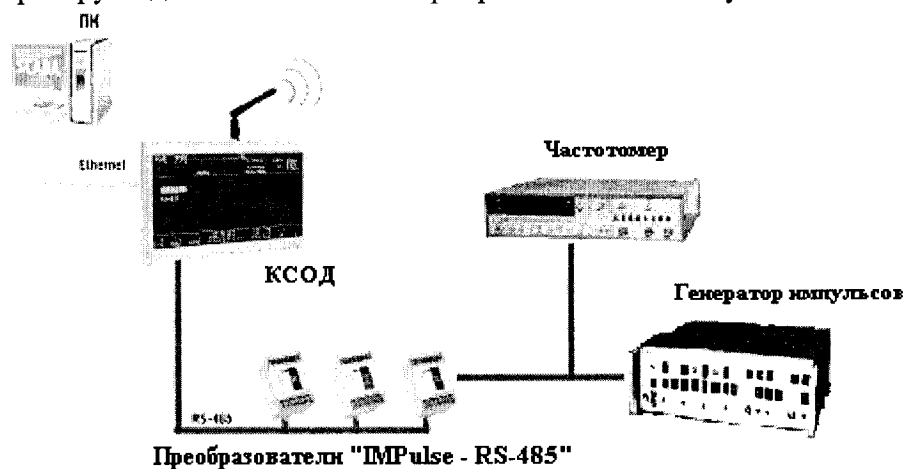 ПК
Ethernet
Частотомер
КСОД
Генератор импульсов
RS-485
Преобразователи "IMPulse - RS-485"